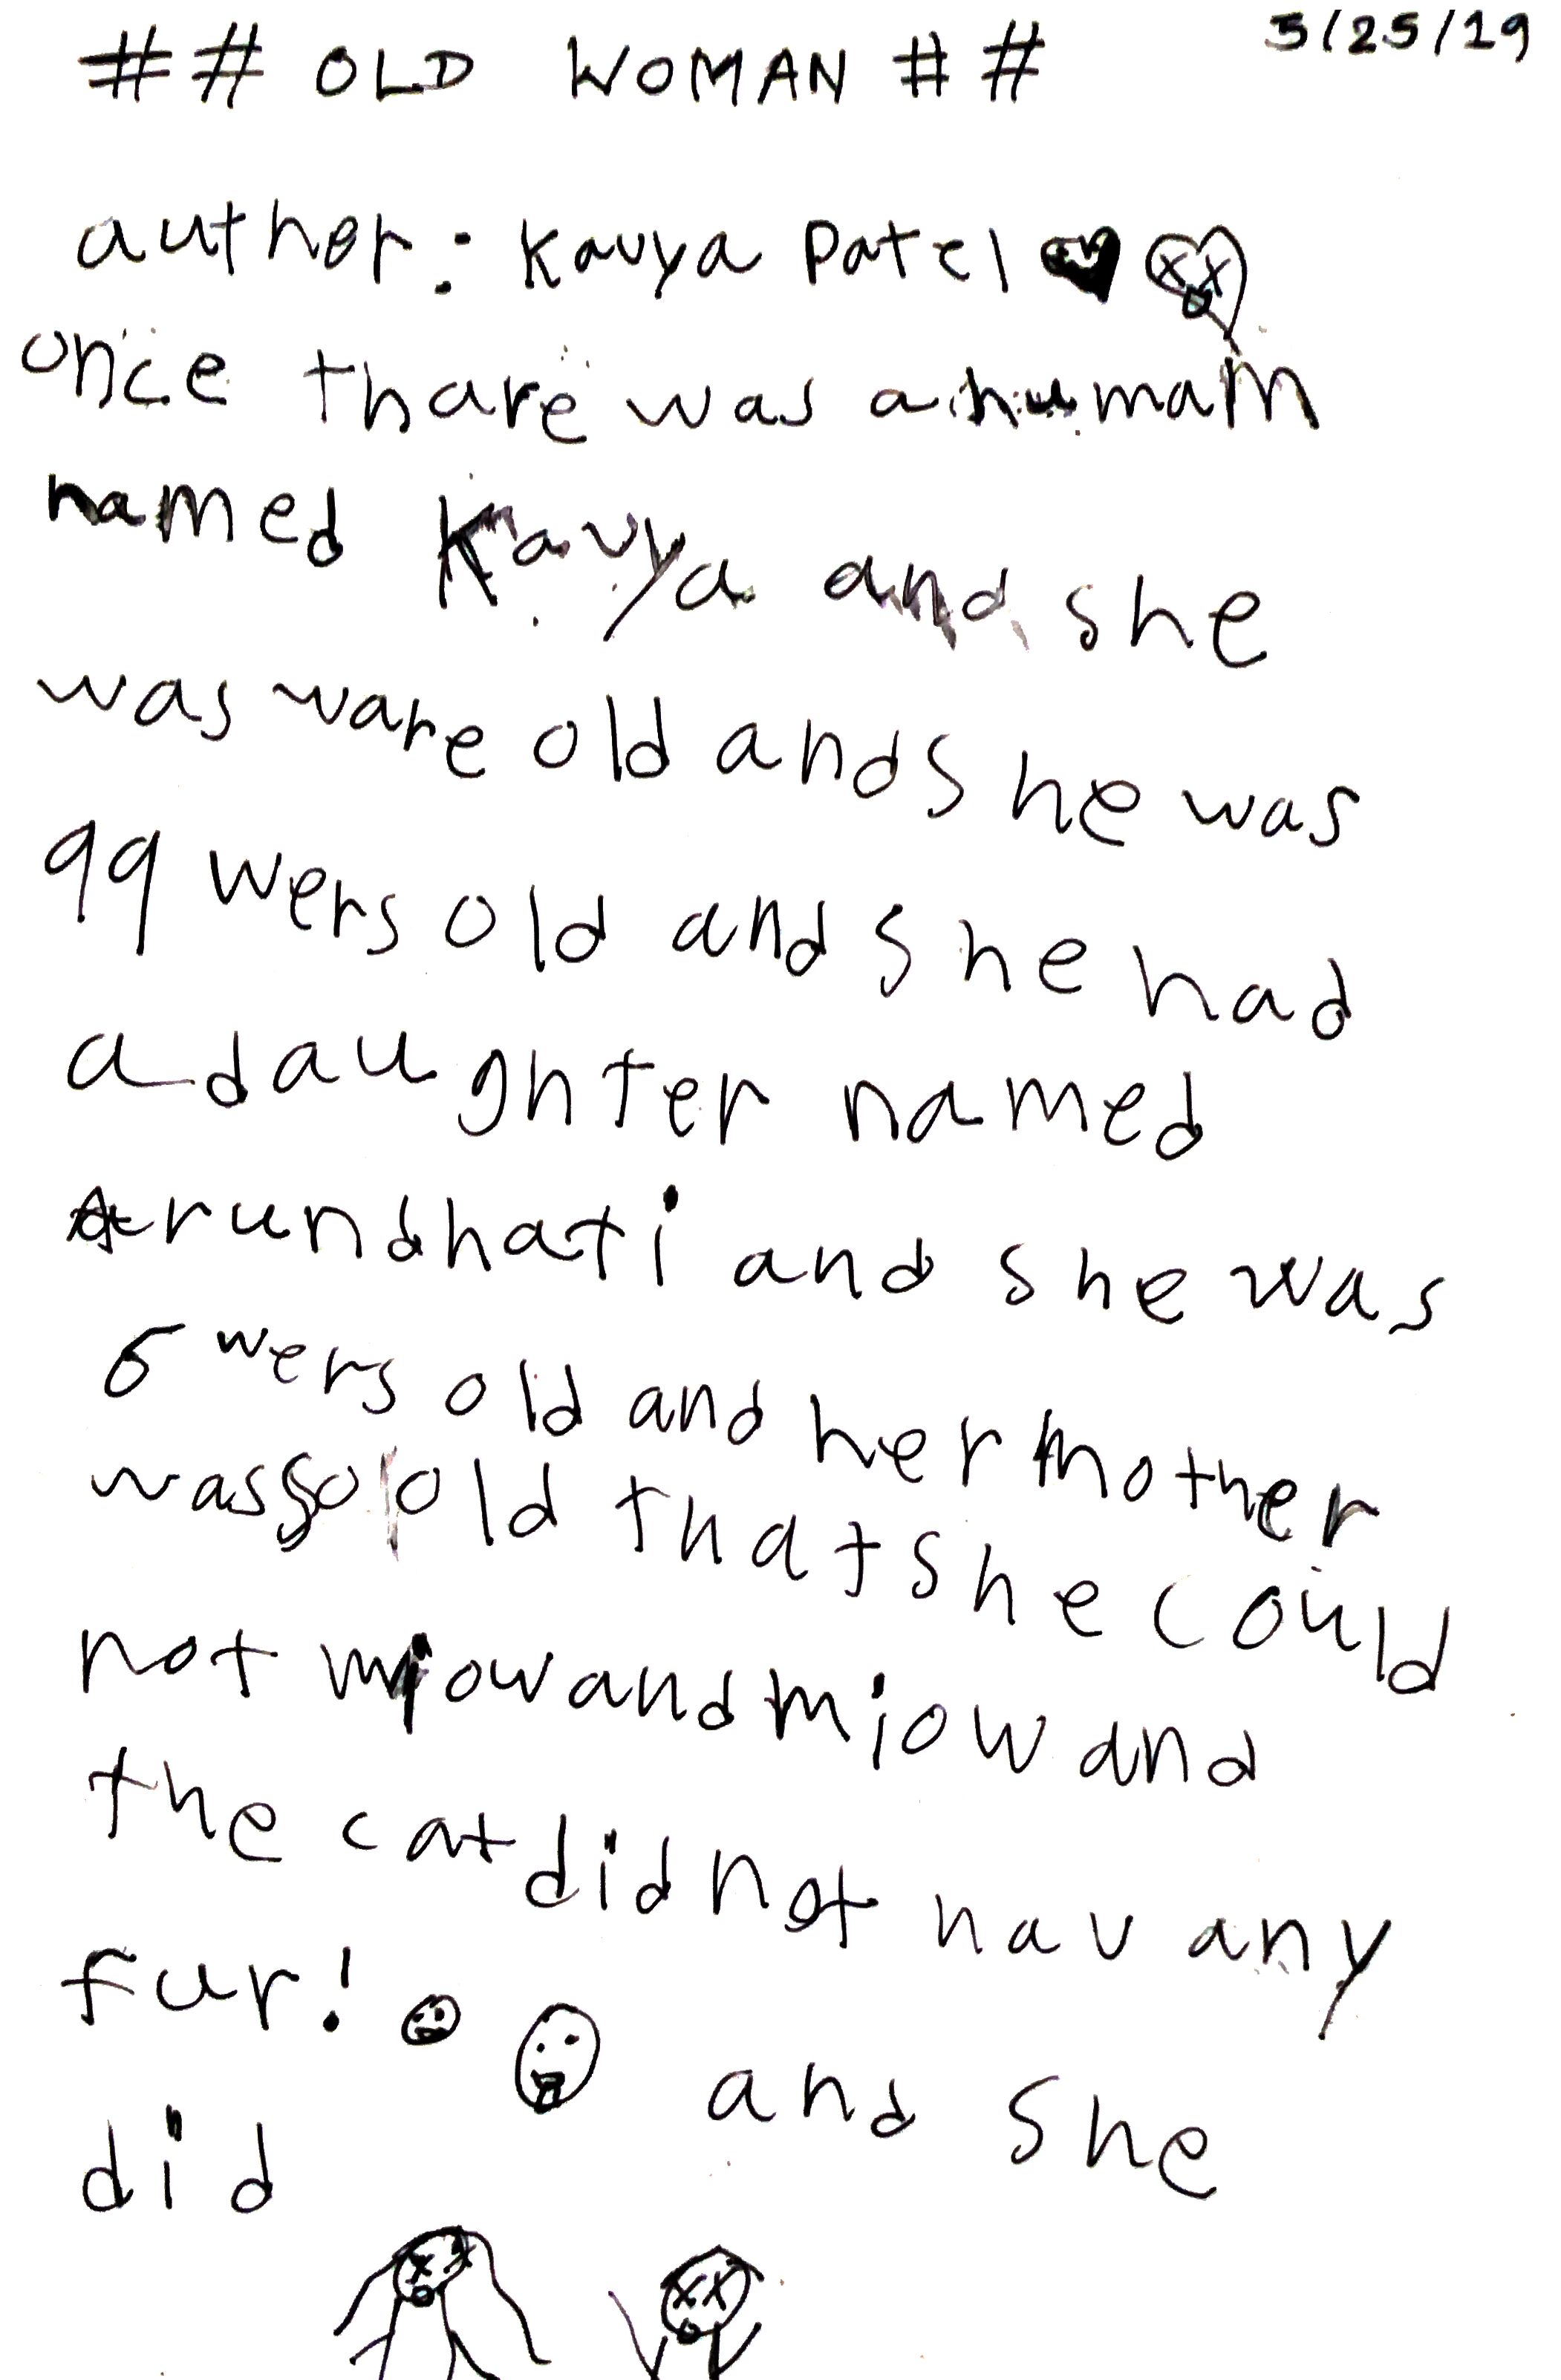 ## OLD WOMAN ## 3/25/19
auther: Kavya Patel
once thare was a human
named Kavya and she
was vare old and she was
99 wers old and she had
a daughter named
Arundhati and she was
6 wers old and her mother
was so old that she could
not miow and miow and
the cat did not hav any
fur! and she
did